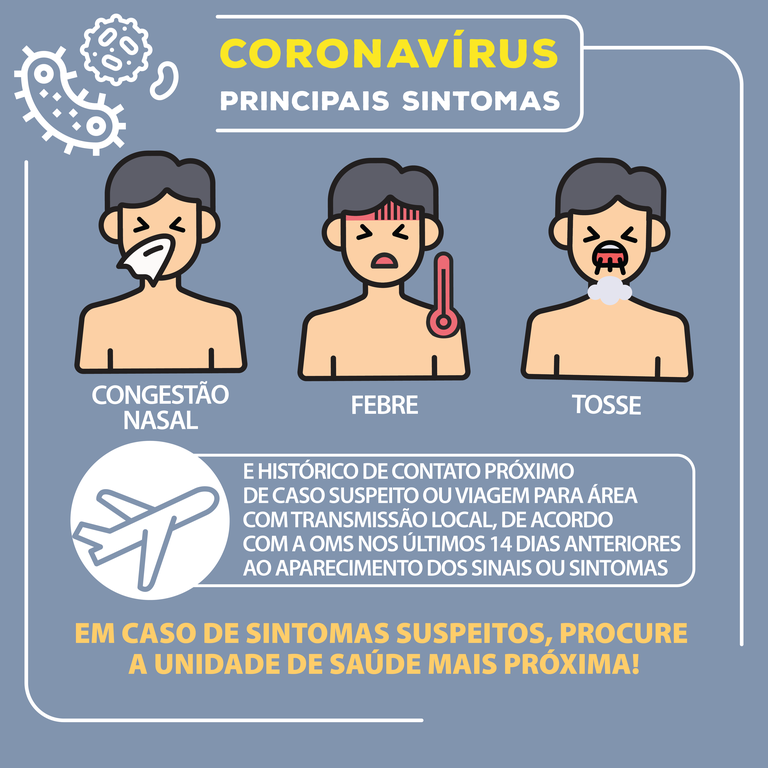 CORONAVÍRUS
PRINCIPAIS SINTOMAS
CONGESTÃO
NASAL
FEBRE
TOSSE
E HISTÓRICO DE CONTATO PRÓXIMO
DE CASO SUSPEITO OU VIAGEM PARA ÁREA
COM TRANSMISSÃO LOCAL, DE ACORDO
COM A OMS NOS ÚLTIMOS 14 DIAS ANTERIORES
AO APARECIMENTO DOS SINAIS OU SINTOMAS
EM CASO DE SINTOMAS SUSPEITOS, PROCURE
A UNIDADE DE SAÚDE MAIS PRÓXIMA!